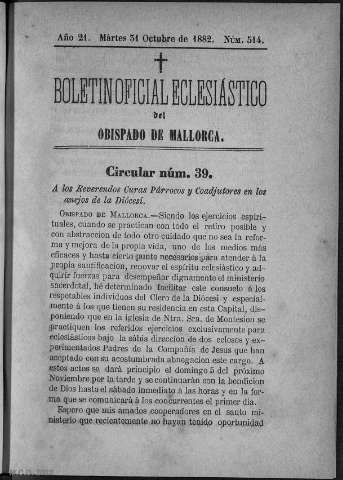 Año 21. Mártes 31 Octubre de 1882. NÚM. 514.
BOLETIN OFICIAL ECLESIÁSTICO
del
OBISPADO DE MALLORCA.
Circular núm. 39.
A los Reverendos Curas Párrocos y Coadjutores en los
anejos de la Diócesi.
OBISPADO DE MALLORCA.—Siendo los ejercicios espiri-
tuales, cuando se practican con todo el retiro posible y
con abstraccion de todo otro cuidado que no sea la refor-
ma y mejora de la propia vida, uno de los medios más
eficaces y hasta cierto punto necesarios para atender á la
propia santificacion, renovar el espíritu eclesiástico y ad-
quirir fuerzas para desempeñar dignamente el ministerio
sacerdotal, hé determinado facilitar este consuelo á los
respetables individuos del Clero de la Diócesi y especial-
mente á los que tienen su residencia en esta Capital, dis-
poniendo que en la iglesia de Ntra. Sra. de Montesion se
practiquen los referidos ejercicios exclusivamente para
eclesiásticos bajo la sábia direccion de dos celosos y ex-
perimentados Padres de la Compañía de Jesus que han
aceptado con su acostumbrada abnegacion este cargo. A
estos actos se dará principio el domingo 5 del próximo
Noviembre por la tarde y se continuarán con la bendicion
de Dios hasta el sábado inmediato á las horas y en la for-
ma que se comunicará á los concurrentes el primer dia.
Espero que mis amados cooperadores en el santo mi-
nisterio que recientemente no hayan tenido oportunidad